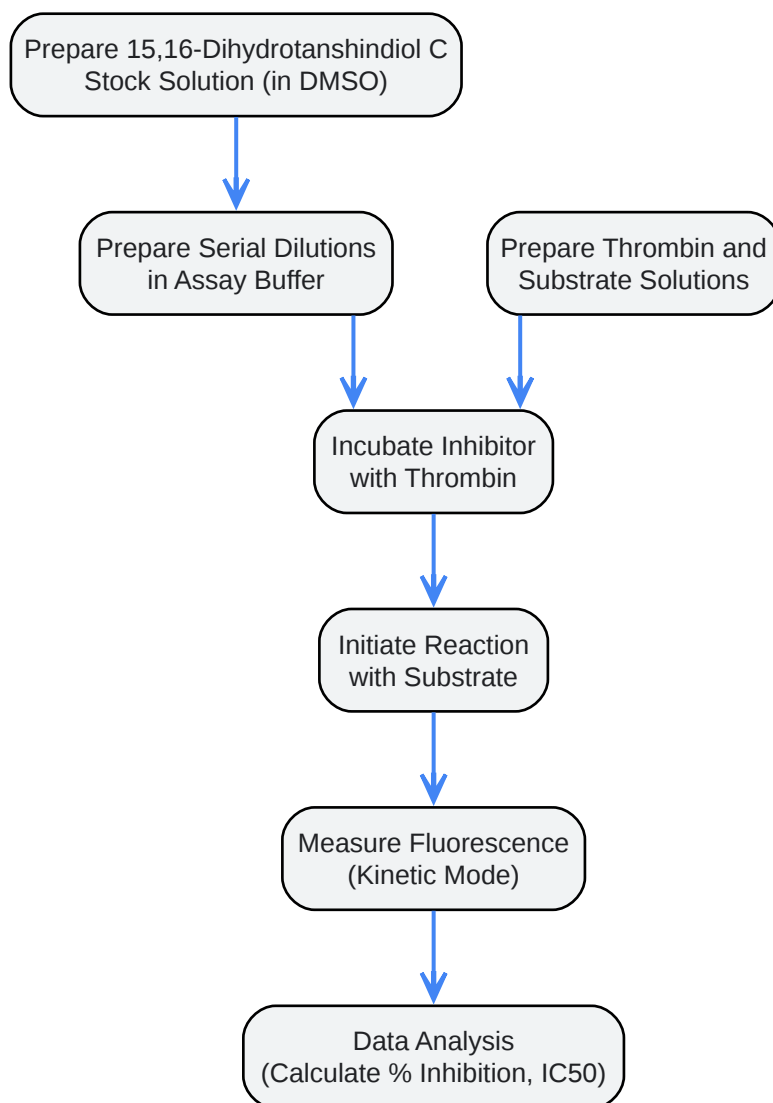 Prepare 15,16-Dihydrotanshindiol C
Stock Solution (in DMSO)
Prepare Serial Dilutions
in Assay Buffer
Prepare Thrombin and
Substrate Solutions
Incubate Inhibitor
with Thrombin
Initiate Reaction
with Substrate
Measure Fluorescence
(Kinetic Mode)
Data Analysis
(Calculate % Inhibition, IC50)